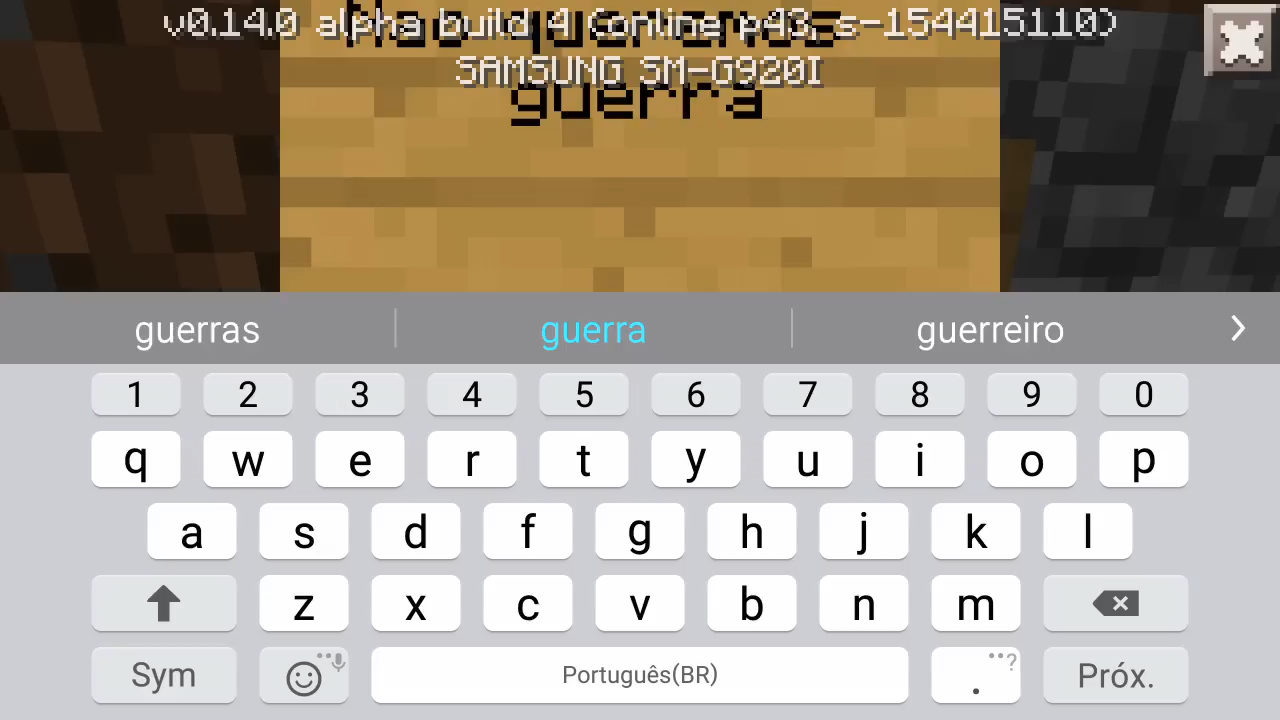 v0.14.0 alpha build 4 (online p43, s-154415110)
SAMSUNG SM-G920I
queremos
guerra
guerras guerra guerreiro
1 2 3 4 5 6 7 8 9 0
q w e r t y u i o p
a s d f g h j k l
z x c v b n m
Sym Português(BR) . ? Próx.